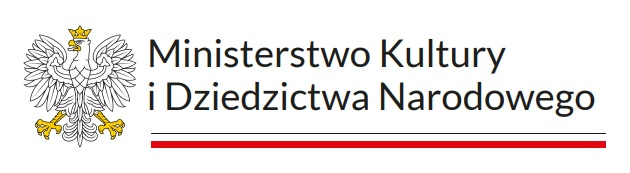 Ministerstwo Kultury
i Dziedzictwa Narodowego